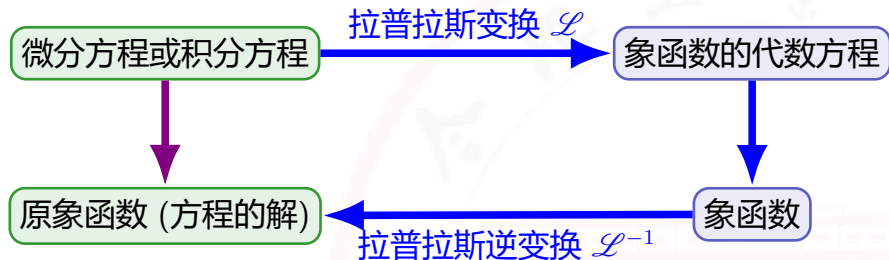 拉普拉斯变换 ℒ
微分方程或积分方程
象函数的代数方程
原象函数 (方程的解)
象函数
拉普拉斯逆变换 ℒ⁻¹